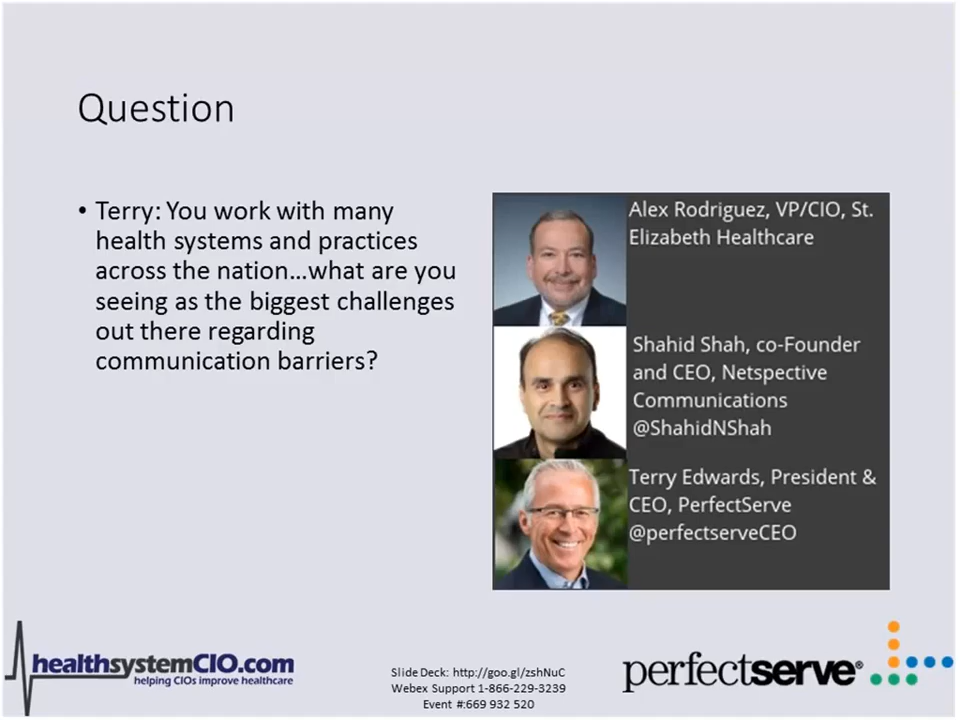 Question
• Terry: You work with many
health systems and practices
across the nation…what are you
seeing as the biggest challenges
out there regarding
communication barriers?
Alex Rodriguez, VP/CIO, St.
Elizabeth Healthcare
Shahid Shah, co-Founder
and CEO, Netspective
Communications
@ShahidNShah
Terry Edwards, President &
CEO, PerfectServe
@perfectserveCEO
healthsystemCIO.com
helping CIOs improve healthcare
Slide Deck: http://goo.gl/zshNuC
Webex Support 1-866-229-3239
Event #:669 932 520
perfectserve®